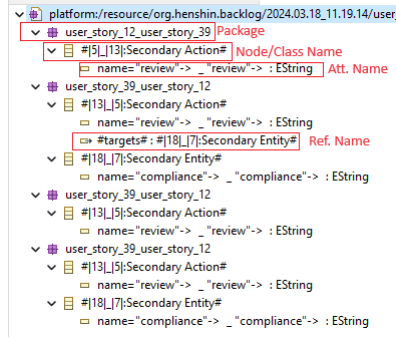 platform:/resource/org.henshin.backlog/2024.03.18_11.19.14/user_
user_story_12_user_story_39 Package
#|5|_|13|:Secondary Action# Node/Class Name
name="review"-> _ "review"-> : EString Att. Name
user_story_39_user_story_12
#|13|_|5|:Secondary Action#
name="review"-> _ "review"-> : EString
#targets# : #|18|_|7|:Secondary Entity# Ref. Name
#|18|_|7|:Secondary Entity#
name="compliance"-> _ "compliance"-> : EString
user_story_39_user_story_12
#|13|_|5|:Secondary Action#
name="review"-> _ "review"-> : EString
user_story_39_user_story_12
#|13|_|5|:Secondary Action#
name="review"-> _ "review"-> : EString
#|18|_|7|:Secondary Entity#
name="compliance"-> _ "compliance"-> : EString